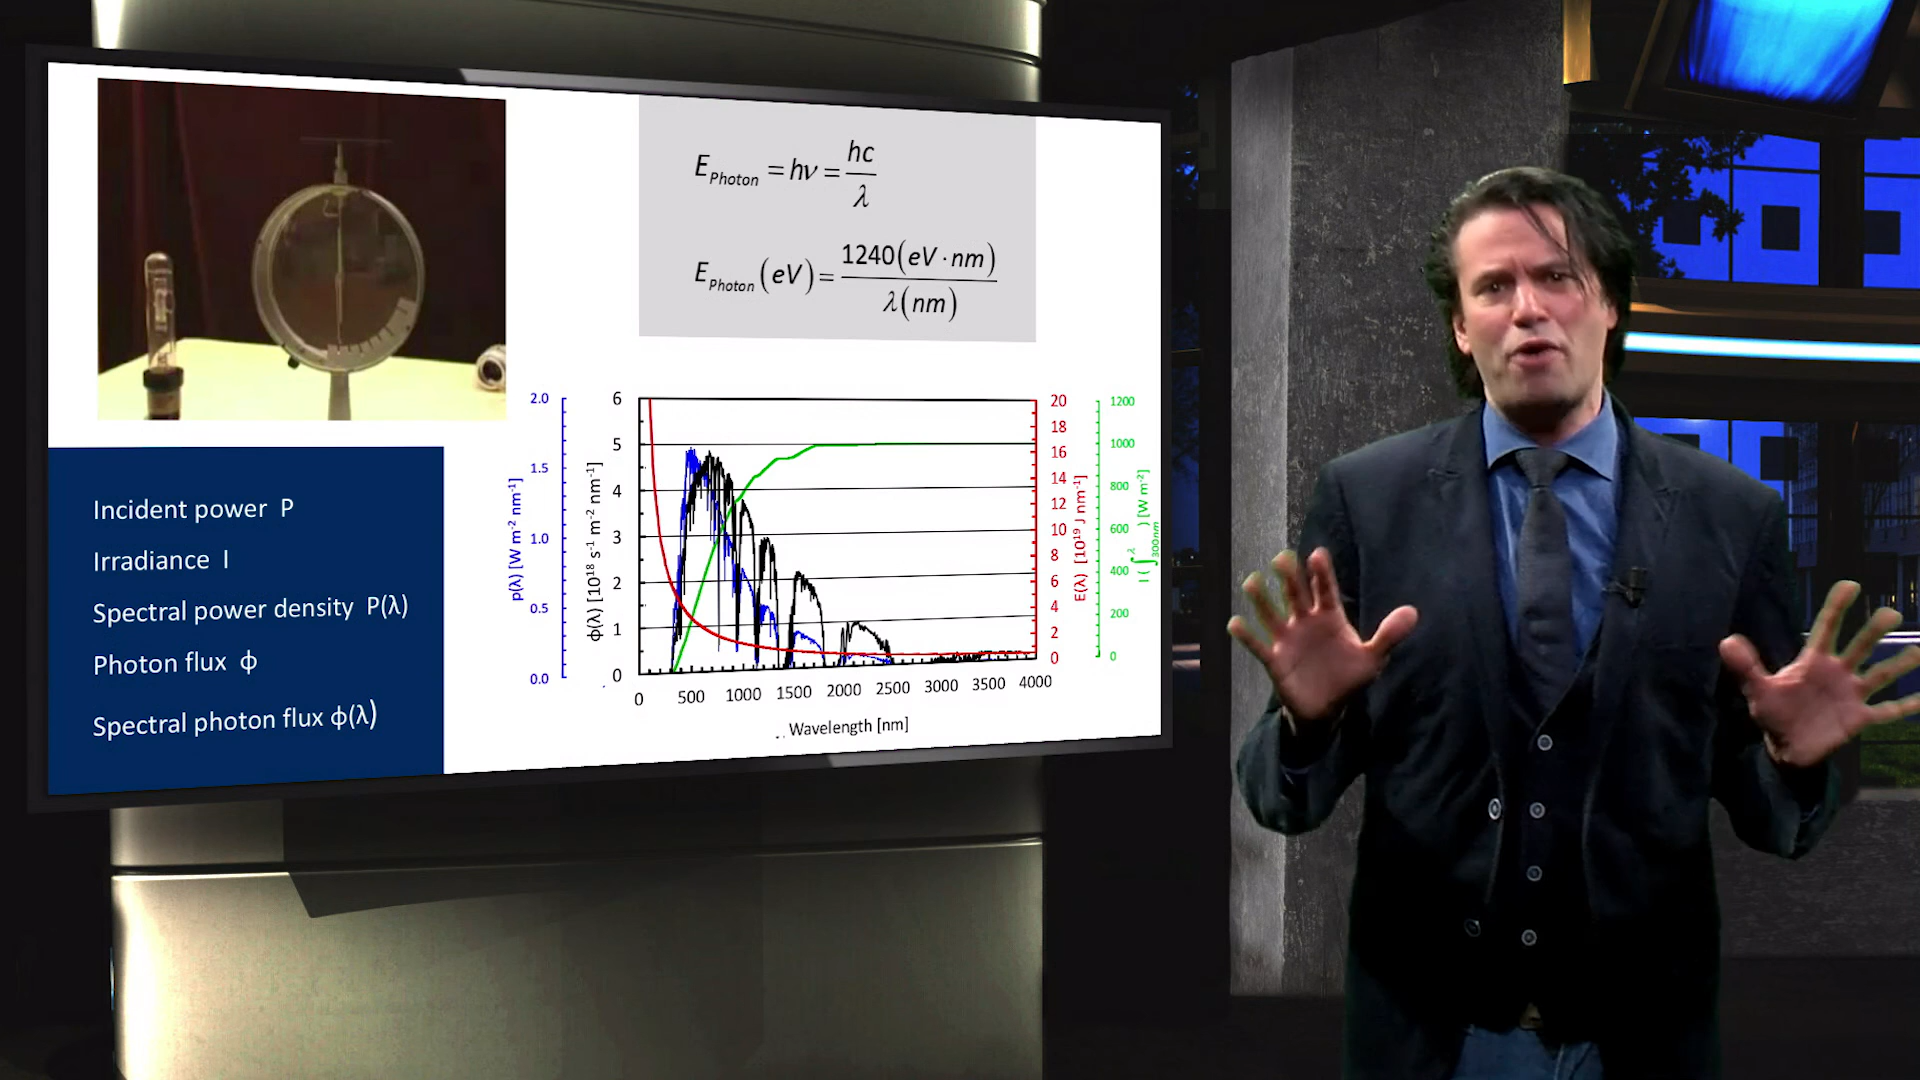 E_Photon = hν = hc/λ
E_Photon (eV) = 1240(eV·nm)/λ(nm)
Incident power P
Irradiance I
Spectral power density P(λ)
Photon flux ϕ
Spectral photon flux ϕ(λ)
2.0
1.5
1.0
0.5
0.0
p(λ) [W m⁻² nm⁻¹]
6
5
4
3
2
1
0
ϕ(λ) [10¹⁸ s⁻¹ m⁻² nm⁻¹]
20
18
16
14
12
10
8
6
4
2
0
E(λ) [10¹⁹ J nm⁻¹]
1200
1000
800
600
400
200
0
I ( ∫_300nm^λ ) [W m⁻²]
0 500 1000 1500 2000 2500 3000 3500 4000
Wavelength [nm]